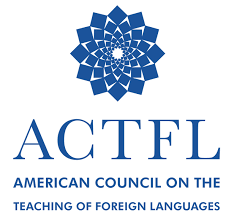 ACTFL
AMERICAN COUNCIL ON THE
TEACHING OF FOREIGN LANGUAGES